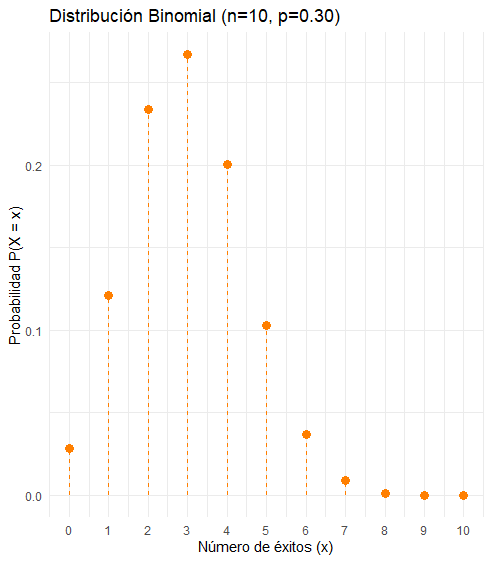 Distribución Binomial (n=10, p=0.30)
Probabilidad P(X = x)
0.2
0.1
0.0
0 1 2 3 4 5 6 7 8 9 10
Número de éxitos (x)